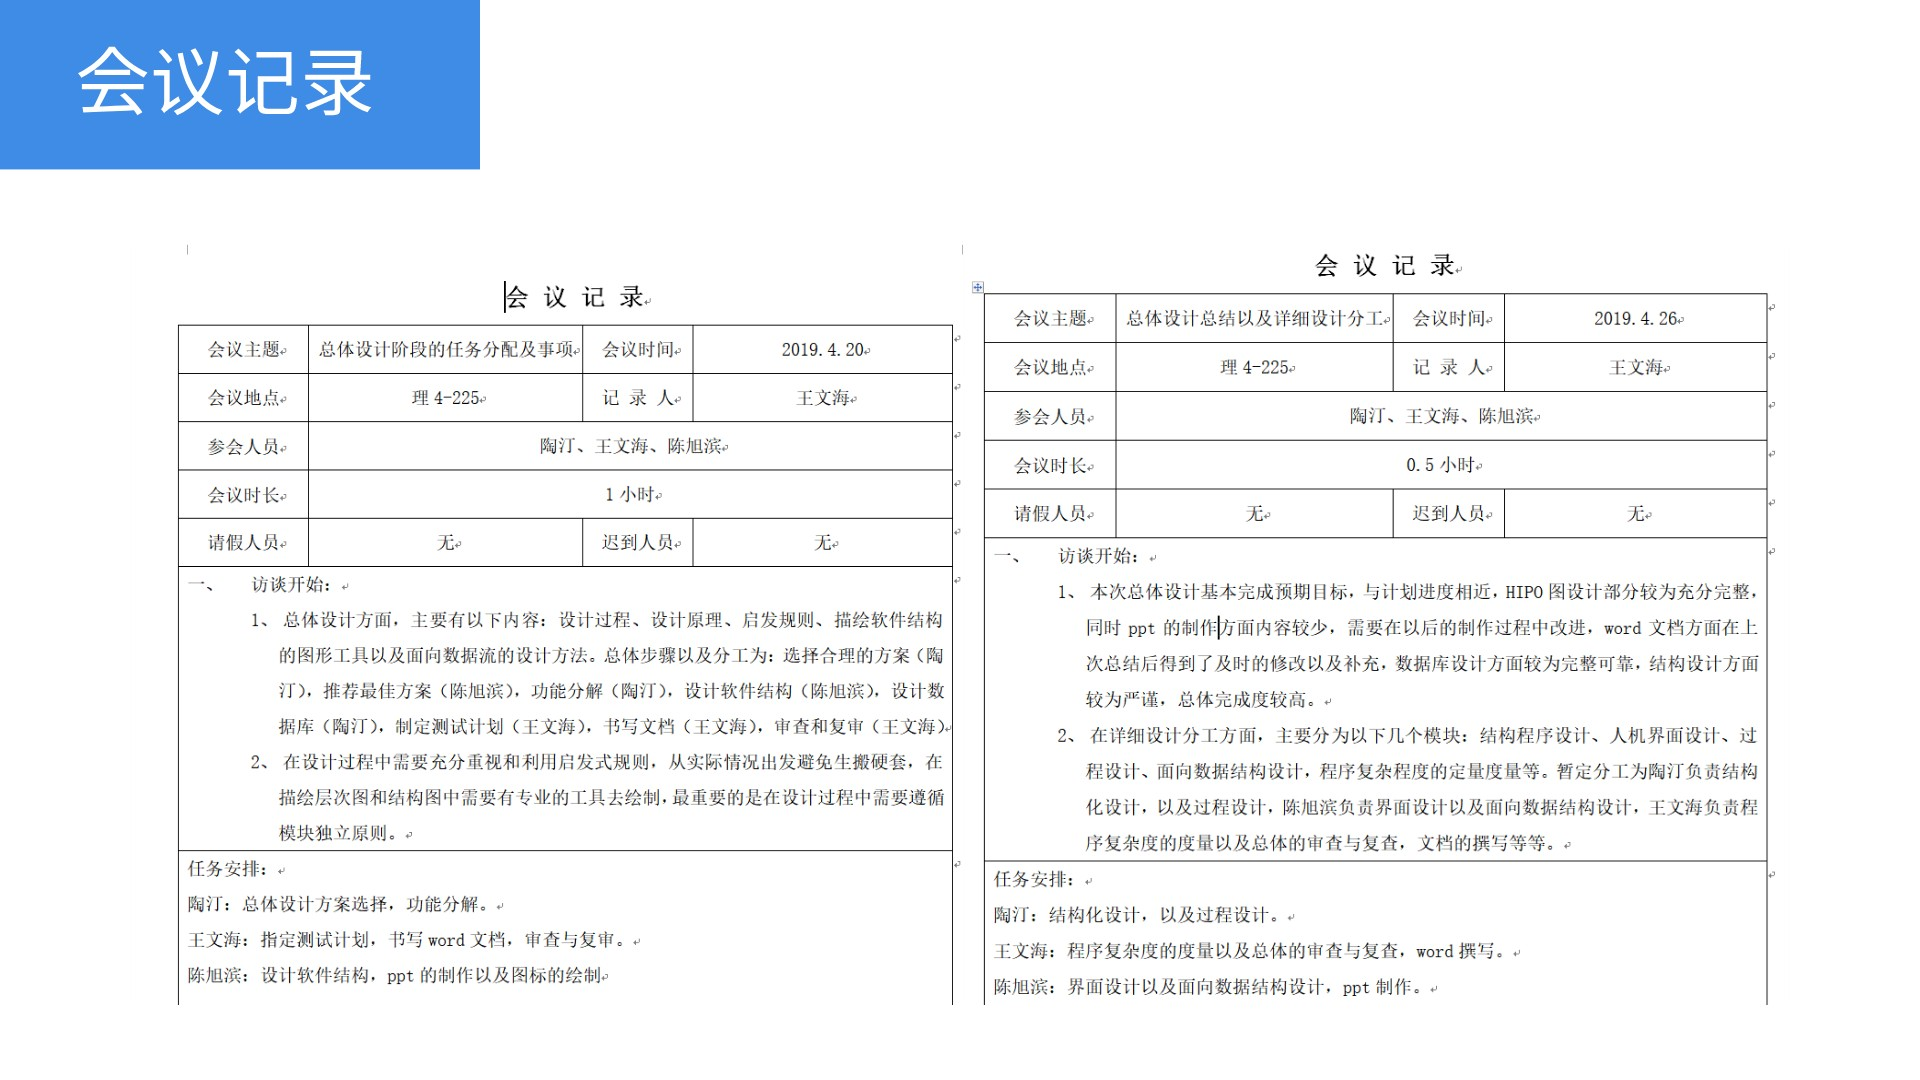 会议记录
会 议 记 录
会议主题 总体设计阶段的任务分配及事项 会议时间 2019.4.20
会议地点 理 4-225 记 录 人 王文海
参会人员 陶汀、王文海、陈旭滨
会议时长 1 小时
请假人员 无 迟到人员 无
一、 访谈开始：
1、 总体设计方面，主要有以下内容：设计过程、设计原理、启发规则、描绘软件结构
的图形工具以及面向数据流的设计方法。总体步骤以及分工为：选择合理的方案（陶
汀），推荐最佳方案（陈旭滨），功能分解（陶汀），设计软件结构（陈旭滨），设计数
据库（陶汀），制定测试计划（王文海），书写文档（王文海），审查和复审（王文海）
2、 在设计过程中需要充分重视和利用启发式规则，从实际情况出发避免生搬硬套，在
描绘层次图和结构图中需要有专业的工具去绘制，最重要的是在设计过程中需要遵循
模块独立原则。
任务安排：
陶汀：总体设计方案选择，功能分解。
王文海：指定测试计划，书写 word 文档，审查与复审。
陈旭滨：设计软件结构，ppt 的制作以及图标的绘制
会 议 记 录
会议主题 总体设计总结以及详细设计分工 会议时间 2019.4.26
会议地点 理 4-225 记 录 人 王文海
参会人员 陶汀、王文海、陈旭滨
会议时长 0.5 小时
请假人员 无 迟到人员 无
一、 访谈开始：
1、 本次总体设计基本完成预期目标，与计划进度相近，HIPO 图设计部分较为充分完整，
同时 ppt 的制作方面内容较少，需要在以后的制作过程中改进，word 文档方面在上
次总结后得到了及时的修改以及补充，数据库设计方面较为完整可靠，结构设计方面
较为严谨，总体完成度较高。
2、 在详细设计分工方面，主要分为以下几个模块：结构程序设计、人机界面设计、过
程设计、面向数据结构设计，程序复杂程度的定量度量等。暂定分工为陶汀负责结构
化设计，以及过程设计，陈旭滨负责界面设计以及面向数据结构设计，王文海负责程
序复杂度的度量以及总体的审查与复查，文档的撰写等等。
任务安排：
陶汀：结构化设计，以及过程设计。
王文海：程序复杂度的度量以及总体的审查与复查，word 撰写。
陈旭滨：界面设计以及面向数据结构设计，ppt 制作。